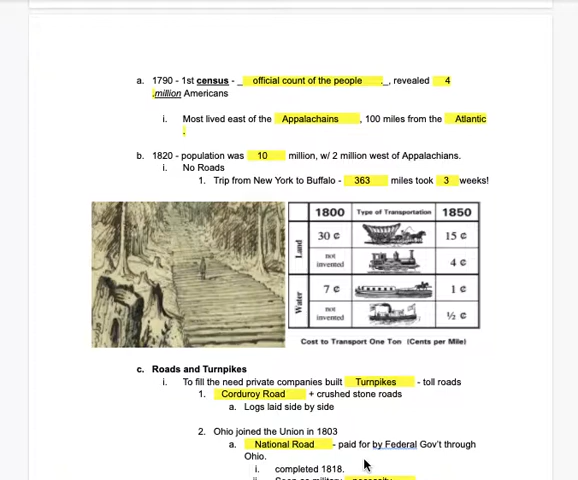 a. 1790 - 1st census - _ official count of the people ._, revealed 4
.million Americans
i. Most lived east of the Appalachains , 100 miles from the Atlantic
.
b. 1820 - population was 10 million, w/ 2 million west of Appalachians.
i. No Roads
1. Trip from New York to Buffalo - 363 miles took 3 weeks!
1800 Type of Transportation 1850
Land
30 ¢ 15 ¢
not invented 4 ¢
Water
7 ¢ 1 ¢
not invented ½ ¢
Cost to Transport One Ton (Cents per Mile)
c. Roads and Turnpikes
i. To fill the need private companies built Turnpikes - toll roads
1. Corduroy Road + crushed stone roads
a. Logs laid side by side
2. Ohio joined the Union in 1803
a. National Road - paid for by Federal Gov't through
Ohio.
i. completed 1818.
ii. Seen as military necessity